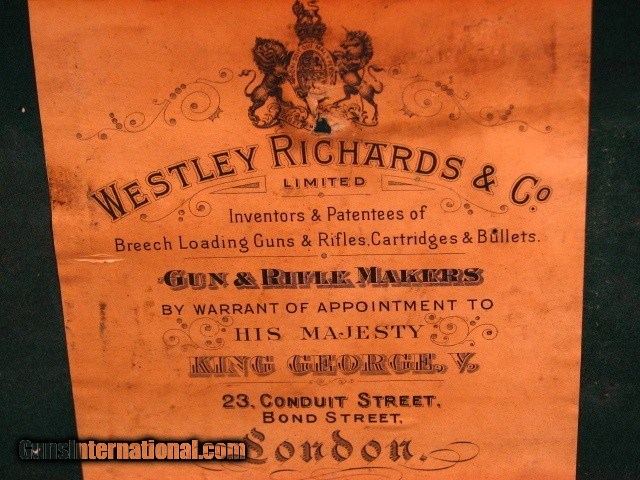 WESTLEY RICHARDS & Co
LIMITED
Inventors & Patentees of
Breech Loading Guns & Rifles, Cartridges & Bullets.
GUN & RIFLE MAKERS
BY WARRANT OF APPOINTMENT TO
HIS MAJESTY
KING GEORGE, V.
23, CONDUIT STREET,
BOND STREET,
London.
GunsInternational.com